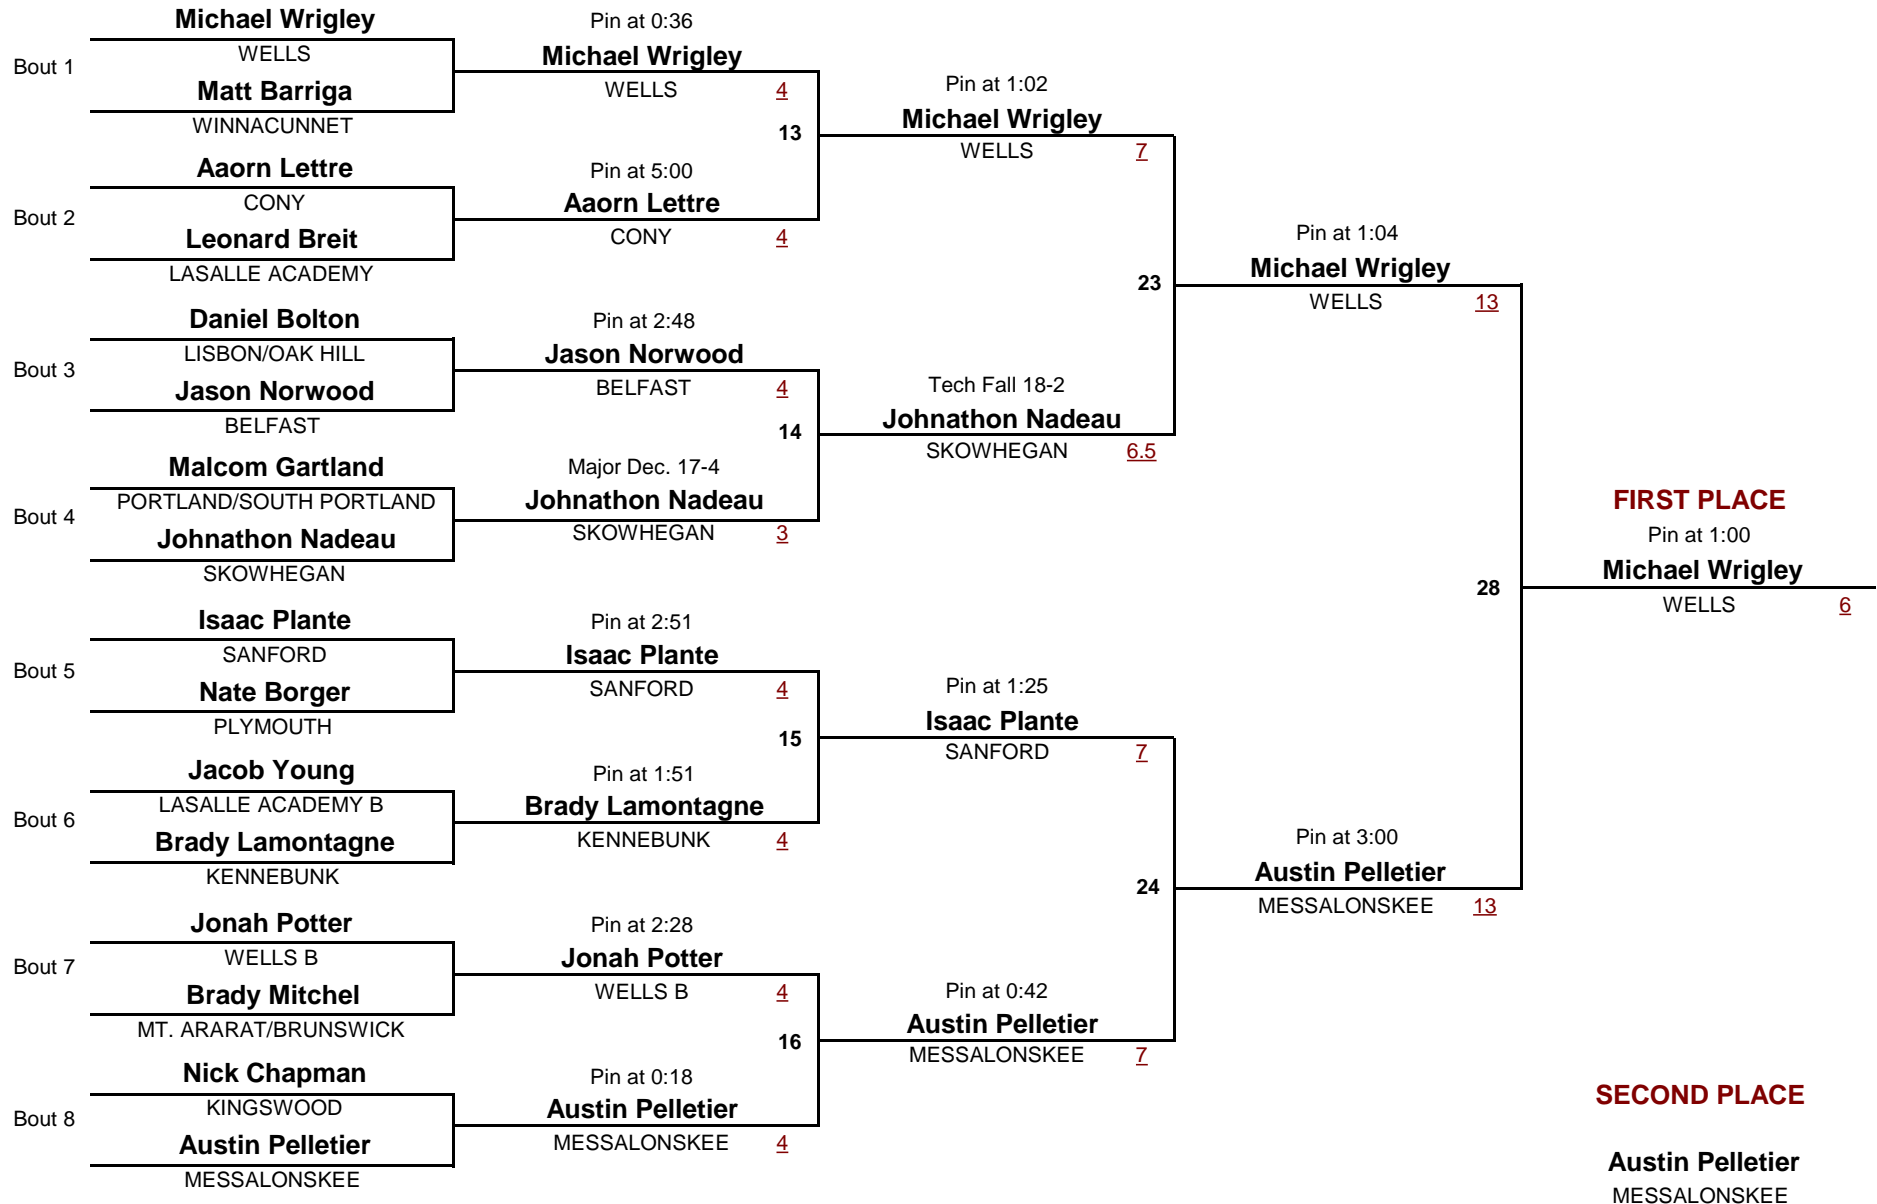 Michael Wrigley
Bout 1
WELLS
Matt Barriga
WINNACUNNET
Aaorn Lettre
Bout 2
CONY
Leonard Breit
LASALLE ACADEMY
Daniel Bolton
Bout 3
LISBON/OAK HILL
Jason Norwood
BELFAST
Malcom Gartland
Bout 4
PORTLAND/SOUTH PORTLAND
Johnathon Nadeau
SKOWHEGAN
Isaac Plante
Bout 5
SANFORD
Nate Borger
PLYMOUTH
Jacob Young
Bout 6
LASALLE ACADEMY B
Brady Lamontagne
KENNEBUNK
Jonah Potter
Bout 7
WELLS B
Brady Mitchel
MT. ARARAT/BRUNSWICK
Nick Chapman
Bout 8
KINGSWOOD
Austin Pelletier
MESSALONSKEE
Pin at 0:36
Michael Wrigley
WELLS 4
13
Pin at 5:00
Aaorn Lettre
CONY 4
Pin at 2:48
Jason Norwood
BELFAST 4
14
Major Dec. 17-4
Johnathon Nadeau
SKOWHEGAN 3
Pin at 2:51
Isaac Plante
SANFORD 4
15
Pin at 1:51
Brady Lamontagne
KENNEBUNK 4
Pin at 2:28
Jonah Potter
WELLS B 4
16
Pin at 0:18
Austin Pelletier
MESSALONSKEE 4
Pin at 1:02
Michael Wrigley
WELLS 7
23
Tech Fall 18-2
Johnathon Nadeau
SKOWHEGAN 6.5
Pin at 1:25
Isaac Plante
SANFORD 7
24
Pin at 0:42
Austin Pelletier
MESSALONSKEE 7
Pin at 1:04
Michael Wrigley
WELLS 13
28
Pin at 3:00
Austin Pelletier
MESSALONSKEE 13
FIRST PLACE
Pin at 1:00
Michael Wrigley
WELLS 6
SECOND PLACE
Austin Pelletier
MESSALONSKEE